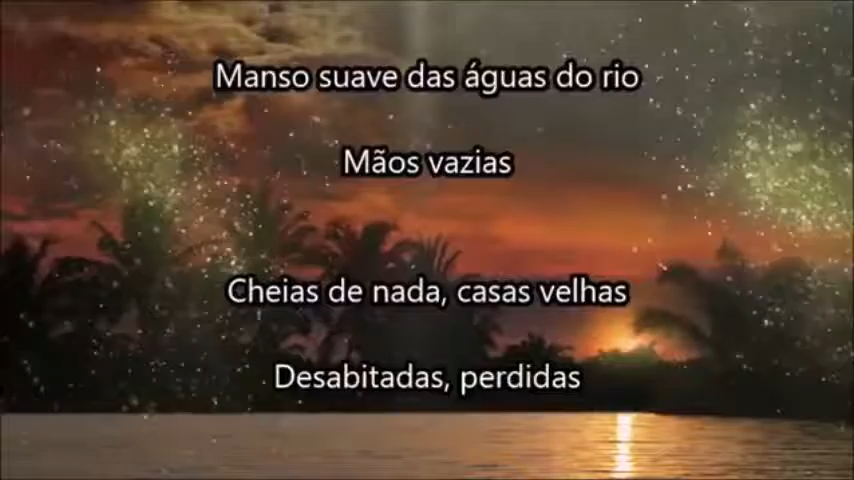 Manso suave das águas do rio
Mãos vazias
Cheias de nada, casas velhas
Desabitadas, perdidas